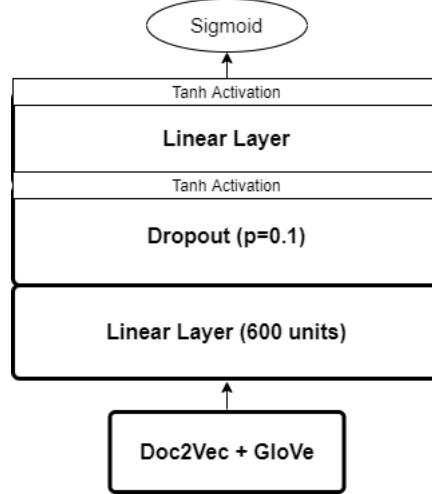 Sigmoid
Tanh Activation
Linear Layer
Tanh Activation
Dropout (p=0.1)
Linear Layer (600 units)
Doc2Vec + GloVe